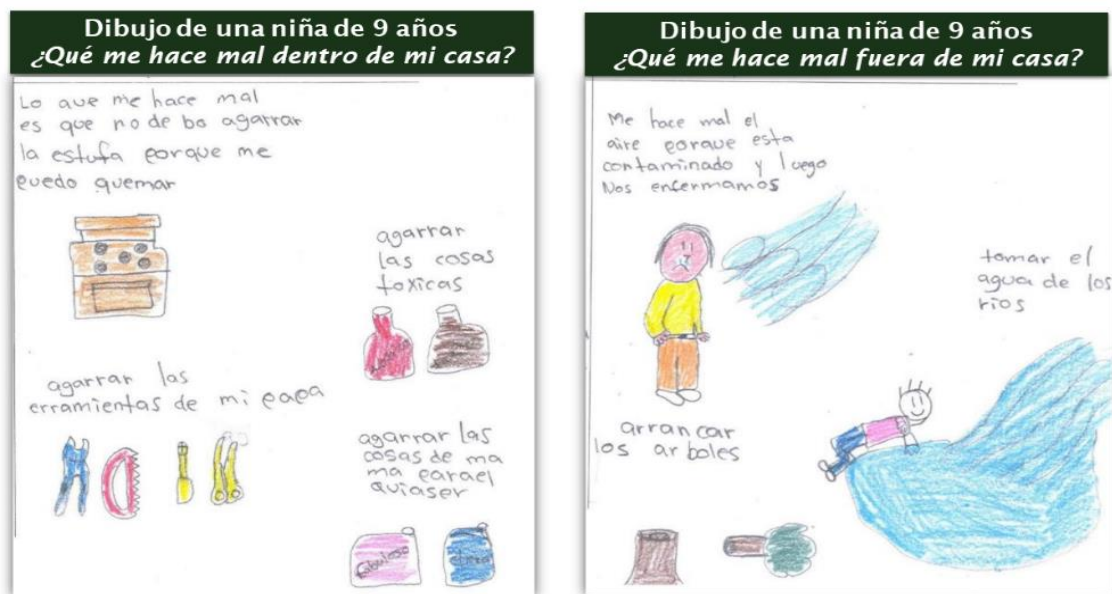 Dibujo de una niña de 9 años
¿Qué me hace mal dentro de mi casa?
Lo que me hace mal
es que no de bo agarrar
la estufa porque me
puedo quemar
agarrar
las cosas
toxicas
agarrar las
erramientas de mi papa
agarrar las
cosas de ma
ma parael
quiaser
fabuloso
Dibujo de una niña de 9 años
¿Qué me hace mal fuera de mi casa?
Me hace mal el
aire porque esta
contaminado y luego
Nos enfermamos
tomar el
agua de los
rios
arrancar
los arboles